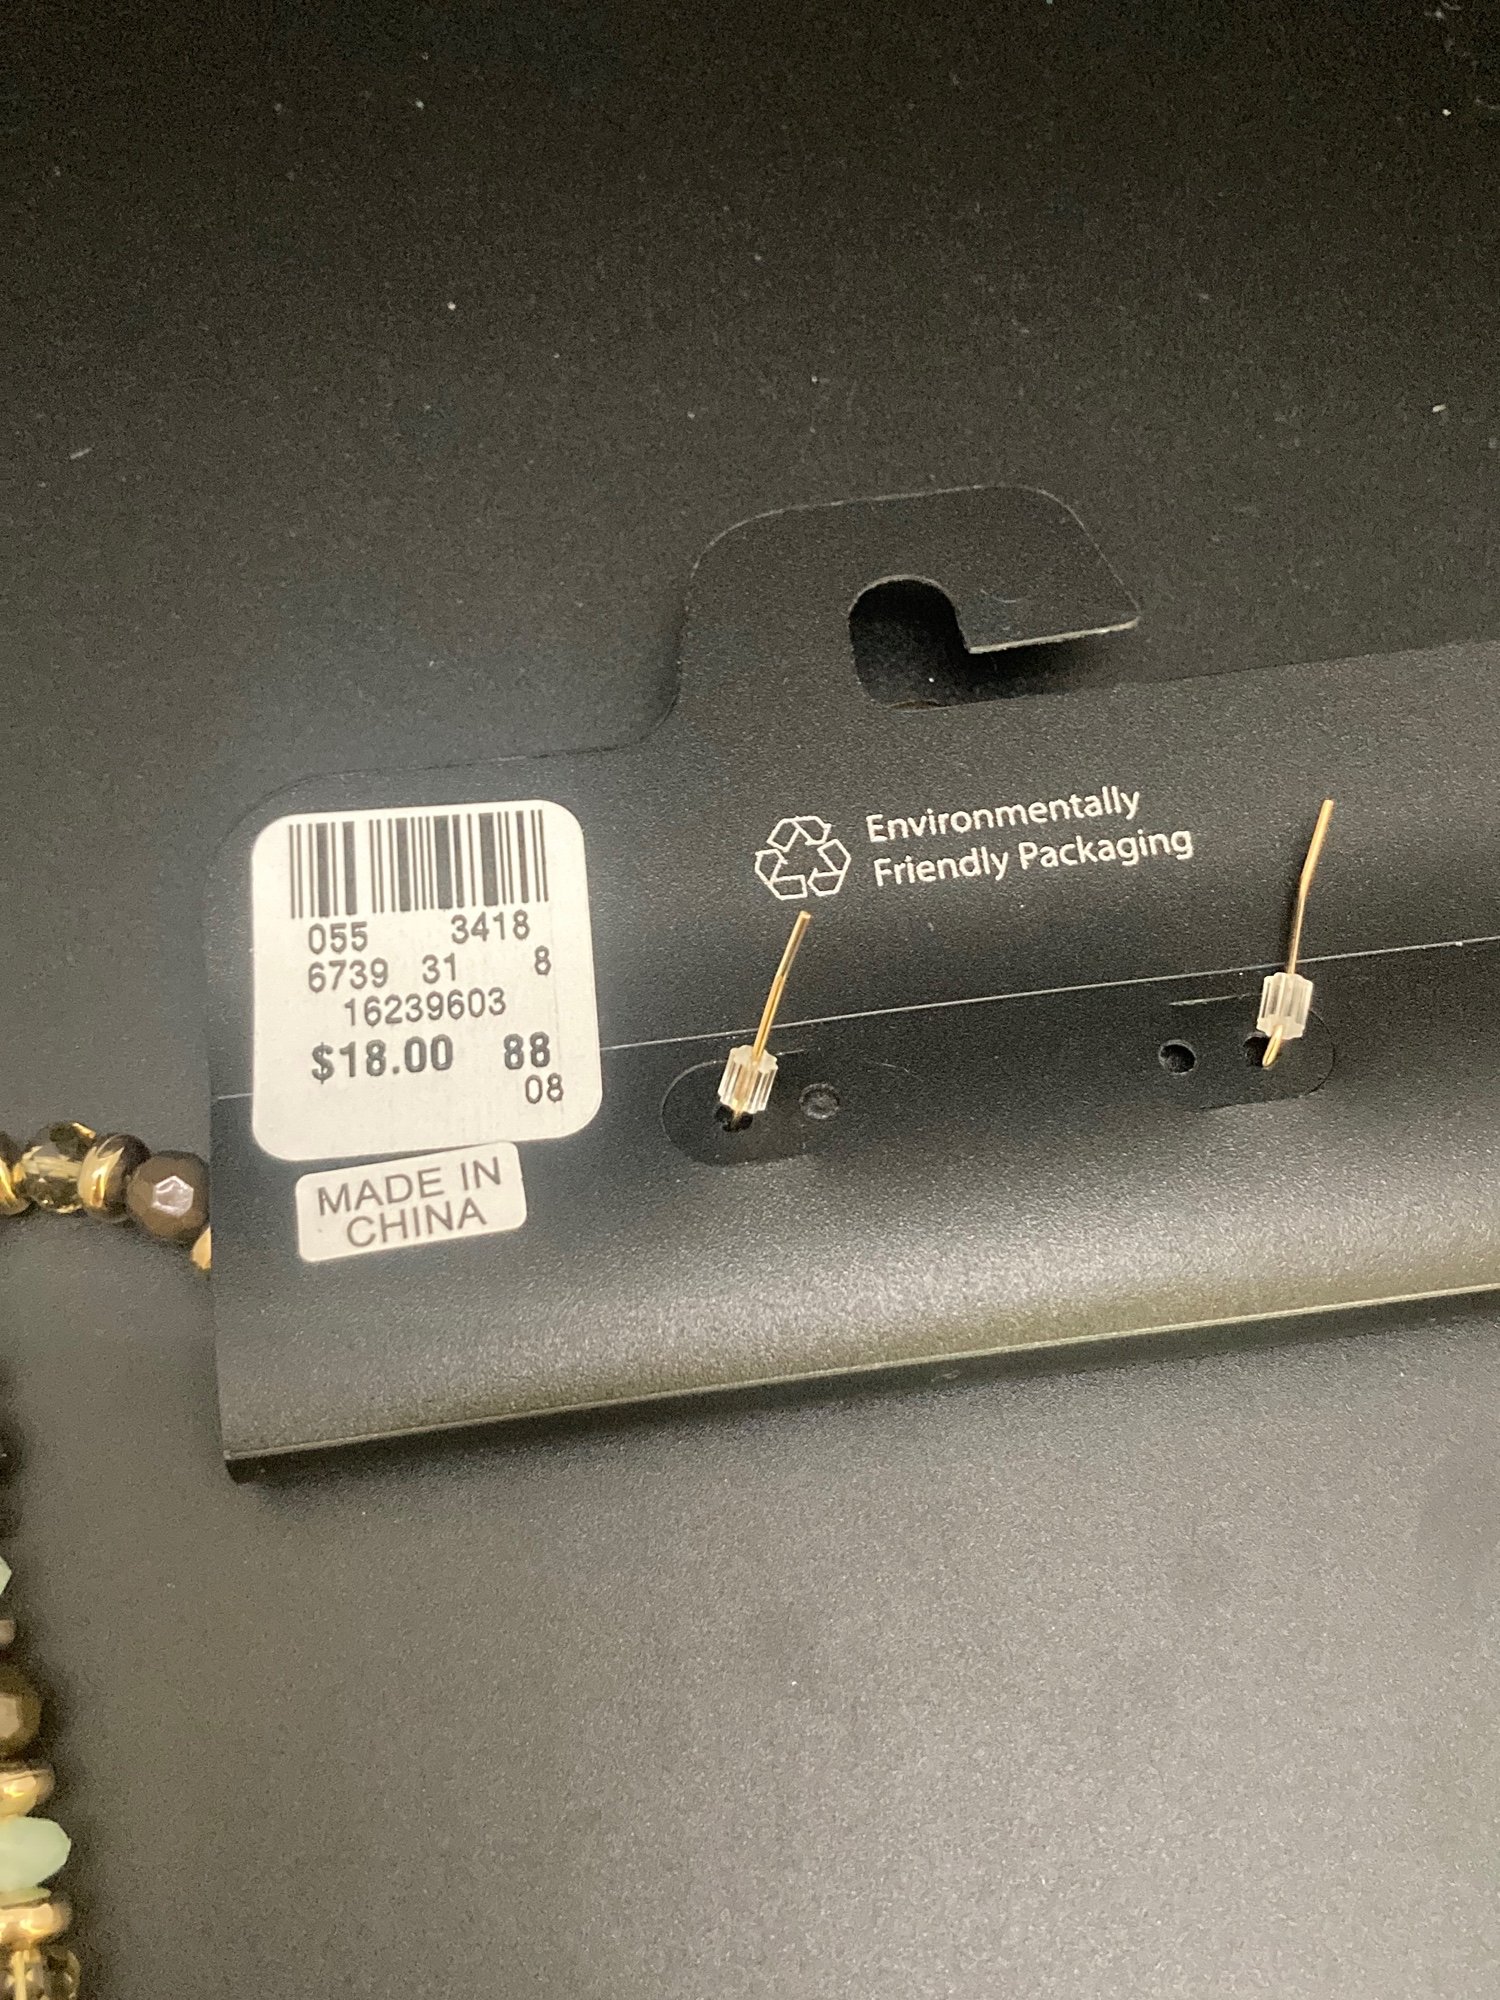 Environmentally
Friendly Packaging
055 3418
6739 31 8
16239603
$18.00 88
08
MADE IN
CHINA